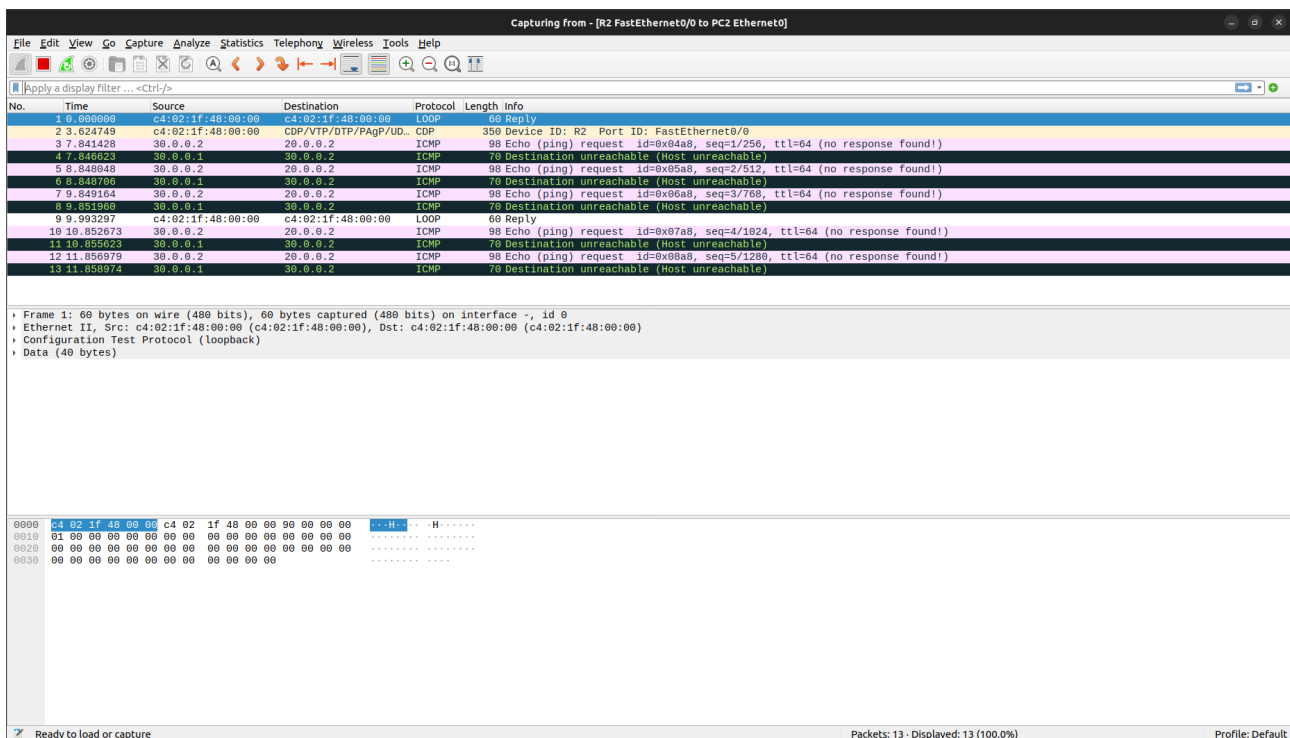 Capturing from - [R2 FastEthernet0/0 to PC2 Ethernet0]
File Edit View Go Capture Analyze Statistics Telephony Wireless Tools Help
Apply a display filter ... <Ctrl-/>
No. Time Source Destination Protocol Length Info
1 0.000000 c4:02:1f:48:00:00 c4:02:1f:48:00:00 LOOP 60 Reply
2 3.624749 c4:02:1f:48:00:00 CDP/VTP/DTP/PAgP/UD... CDP 350 Device ID: R2 Port ID: FastEthernet0/0
3 7.841428 30.0.0.2 20.0.0.2 ICMP 98 Echo (ping) request id=0x04a8, seq=1/256, ttl=64 (no response found!)
4 7.846623 30.0.0.1 30.0.0.2 ICMP 70 Destination unreachable (Host unreachable)
5 8.848048 30.0.0.2 20.0.0.2 ICMP 98 Echo (ping) request id=0x05a8, seq=2/512, ttl=64 (no response found!)
6 8.848706 30.0.0.1 30.0.0.2 ICMP 70 Destination unreachable (Host unreachable)
7 9.849164 30.0.0.2 20.0.0.2 ICMP 98 Echo (ping) request id=0x06a8, seq=3/768, ttl=64 (no response found!)
8 9.851960 30.0.0.1 30.0.0.2 ICMP 70 Destination unreachable (Host unreachable)
9 9.993297 c4:02:1f:48:00:00 c4:02:1f:48:00:00 LOOP 60 Reply
10 10.852673 30.0.0.2 20.0.0.2 ICMP 98 Echo (ping) request id=0x07a8, seq=4/1024, ttl=64 (no response found!)
11 10.855623 30.0.0.1 30.0.0.2 ICMP 70 Destination unreachable (Host unreachable)
12 11.856979 30.0.0.2 20.0.0.2 ICMP 98 Echo (ping) request id=0x08a8, seq=5/1280, ttl=64 (no response found!)
13 11.858974 30.0.0.1 30.0.0.2 ICMP 70 Destination unreachable (Host unreachable)
Frame 1: 60 bytes on wire (480 bits), 60 bytes captured (480 bits) on interface -, id 0
Ethernet II, Src: c4:02:1f:48:00:00 (c4:02:1f:48:00:00), Dst: c4:02:1f:48:00:00 (c4:02:1f:48:00:00)
Configuration Test Protocol (loopback)
Data (40 bytes)
0000 c4 02 1f 48 00 00 c4 02 1f 48 00 00 90 00 00 00 ···H···· ·H······
0010 01 00 00 00 00 00 00 00 00 00 00 00 00 00 00 00 ········ ········
0020 00 00 00 00 00 00 00 00 00 00 00 00 00 00 00 00 ········ ········
0030 00 00 00 00 00 00 00 00 00 00 00 00 ········ ····
Ready to load or capture Packets: 13 · Displayed: 13 (100.0%) Profile: Default